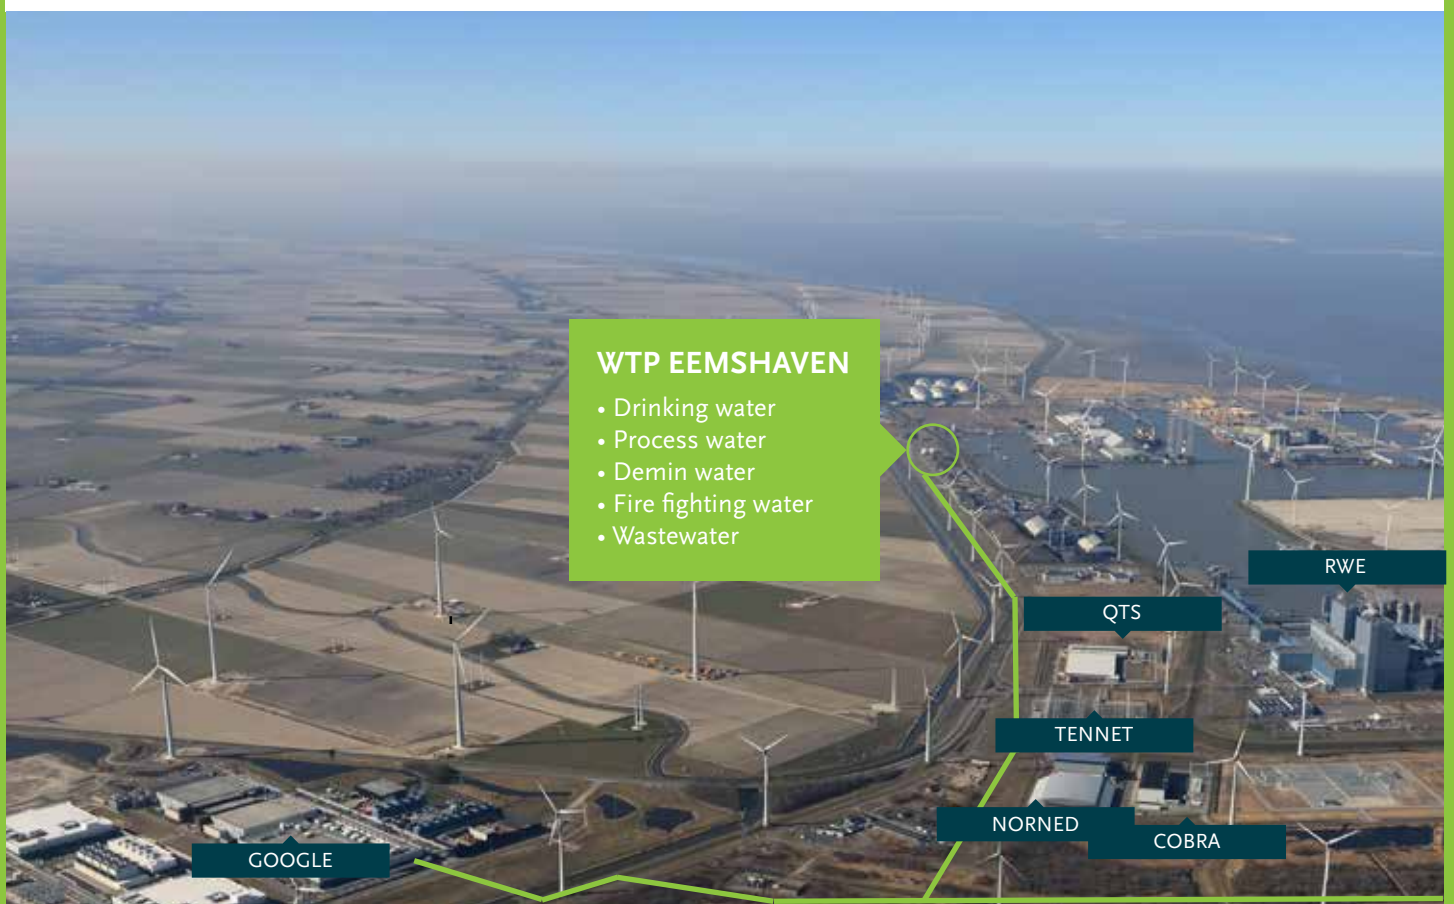 WTP EEMSHAVEN
• Drinking water
• Process water
• Demin water
• Fire fighting water
• Wastewater
RWE
QTS
TENNET
NORNED
COBRA
GOOGLE